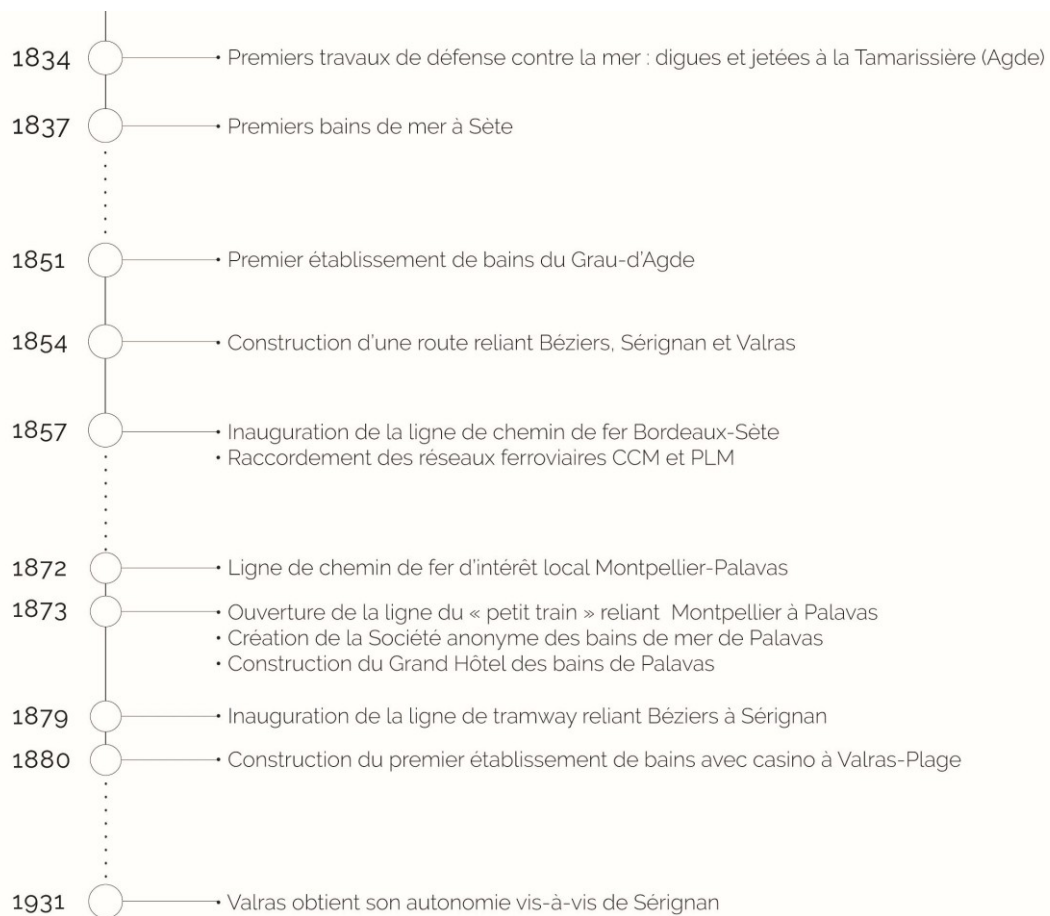 1834 • Premiers travaux de défense contre la mer : digues et jetées à la Tamarissière (Agde)
1837 • Premiers bains de mer à Sète
1851 • Premier établissement de bains du Grau-d'Agde
1854 • Construction d'une route reliant Béziers, Sérignan et Valras
1857 • Inauguration de la ligne de chemin de fer Bordeaux-Sète
• Raccordement des réseaux ferroviaires CCM et PLM
1872 • Ligne de chemin de fer d'intérêt local Montpellier-Palavas
1873 • Ouverture de la ligne du « petit train » reliant Montpellier à Palavas
• Création de la Société anonyme des bains de mer de Palavas
• Construction du Grand Hôtel des bains de Palavas
1879 • Inauguration de la ligne de tramway reliant Béziers à Sérignan
1880 • Construction du premier établissement de bains avec casino à Valras-Plage
1931 • Valras obtient son autonomie vis-à-vis de Sérignan